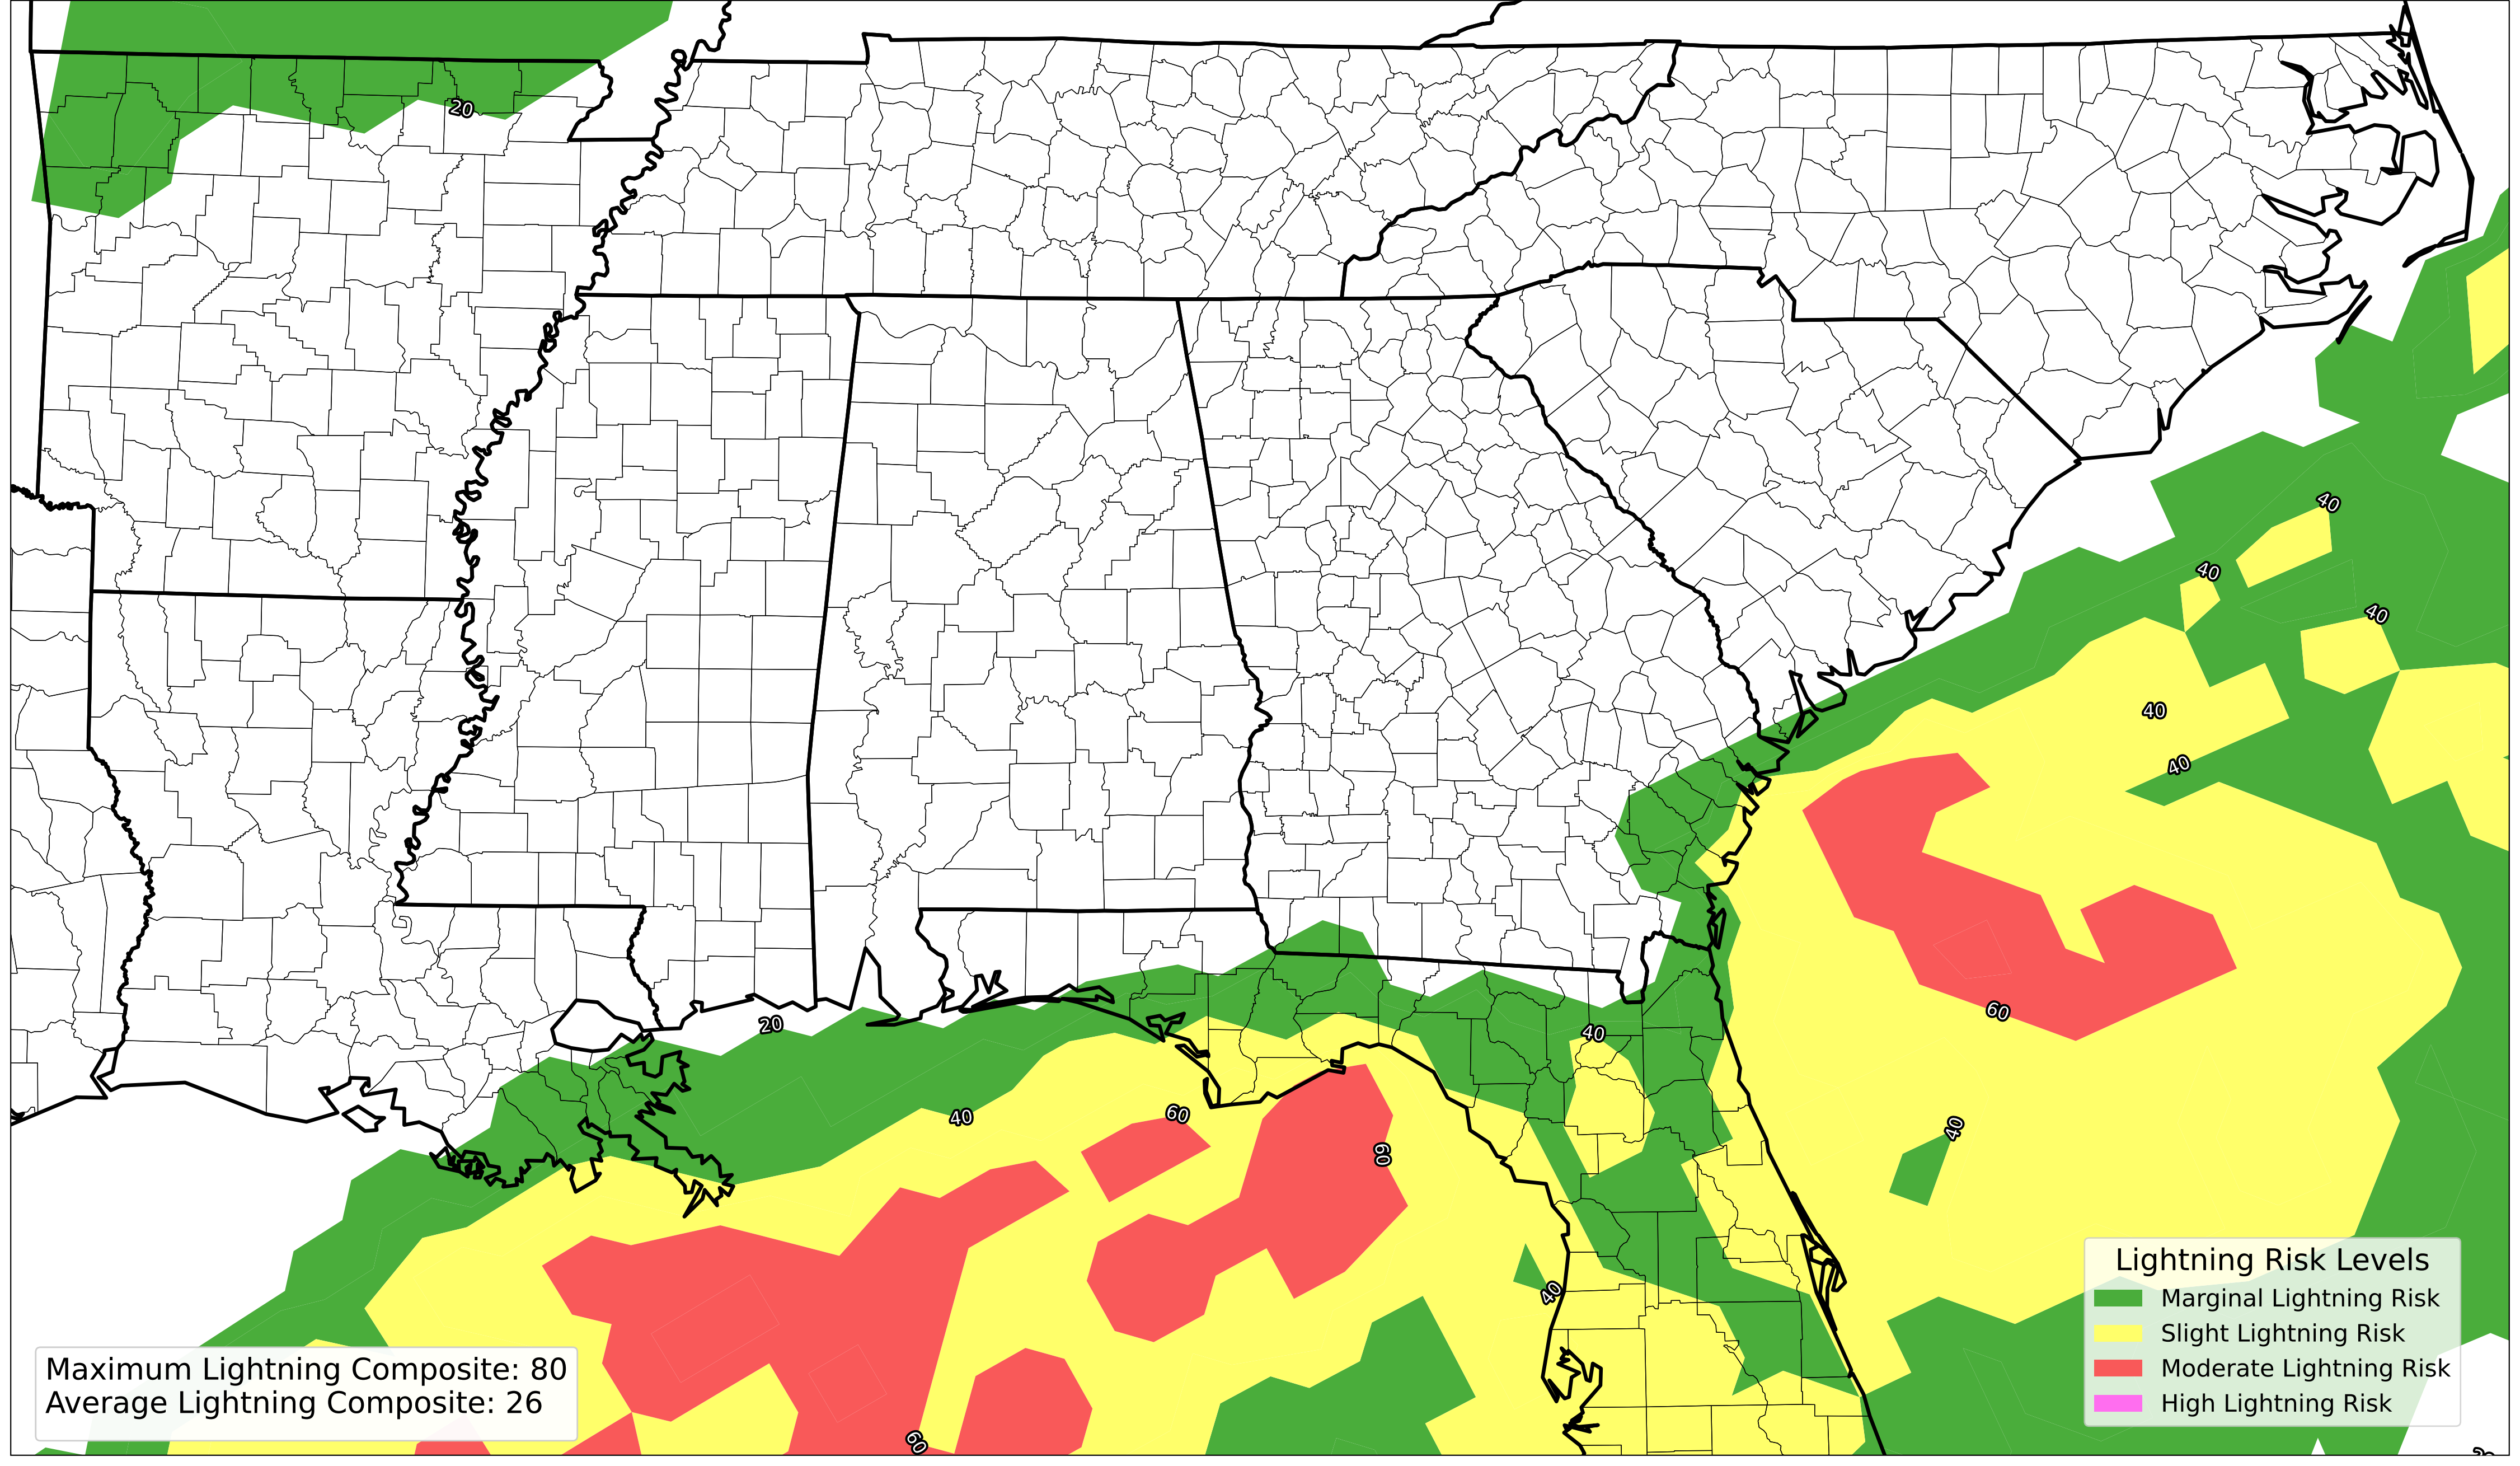 20
40
40
40
40
40
20
40
60
40
60
60
40
40
Lightning Risk Levels
Marginal Lightning Risk
Slight Lightning Risk
Moderate Lightning Risk
High Lightning Risk
Maximum Lightning Composite: 80
Average Lightning Composite: 26
60